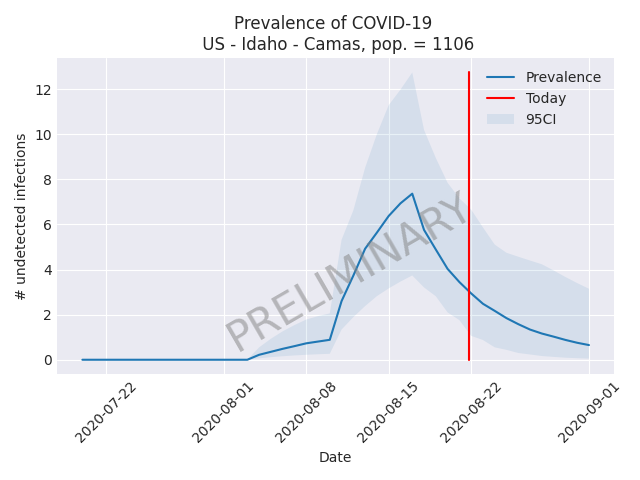 Prevalence of COVID-19
US - Idaho - Camas, pop. = 1106
Prevalence
Today
95CI
12
10
8
6
4
2
0
# undetected infections
PRELIMINARY
2020-07-22
2020-08-01
2020-08-08
2020-08-15
2020-08-22
2020-09-01
Date